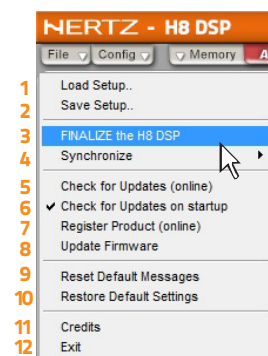 HERTZ - H8 DSP
File Config Memory A
1 Load Setup..
2 Save Setup..
3 FINALIZE the H8 DSP
4 Synchronize
5 Check for Updates (online)
6 ✔ Check for Updates on startup
7 Register Product (online)
8 Update Firmware
9 Reset Default Messages
10 Restore Default Settings
11 Credits
12 Exit